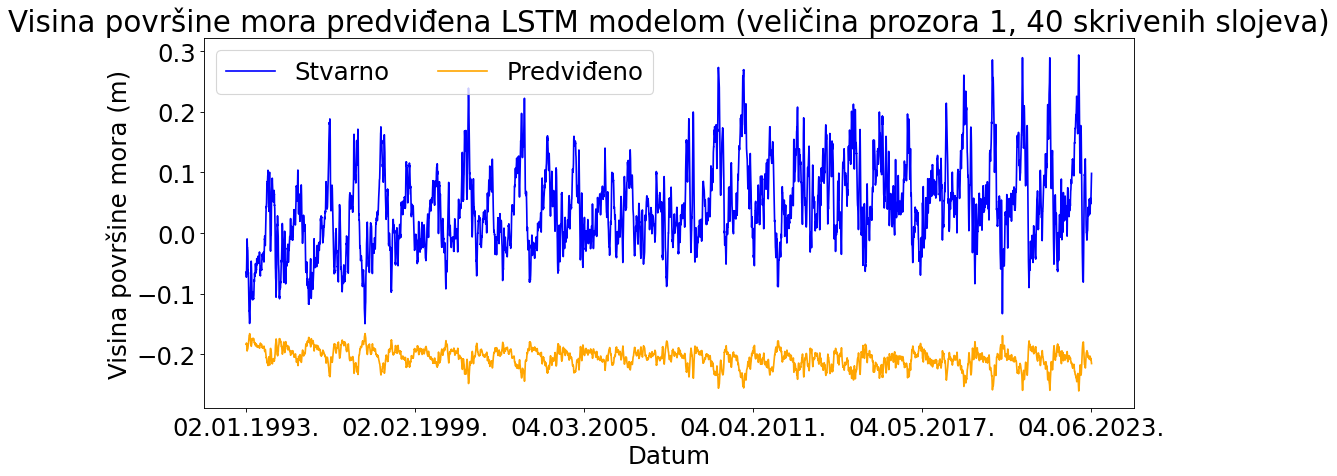 Visina površine mora predviđena LSTM modelom (veličina prozora 1, 40 skrivenih slojeva)
Stvarno
Predviđeno
Visina površine mora (m)
0.3
0.2
0.1
0.0
−0.1
−0.2
02.01.1993.
02.02.1999.
04.03.2005.
04.04.2011.
04.05.2017.
04.06.2023.
Datum